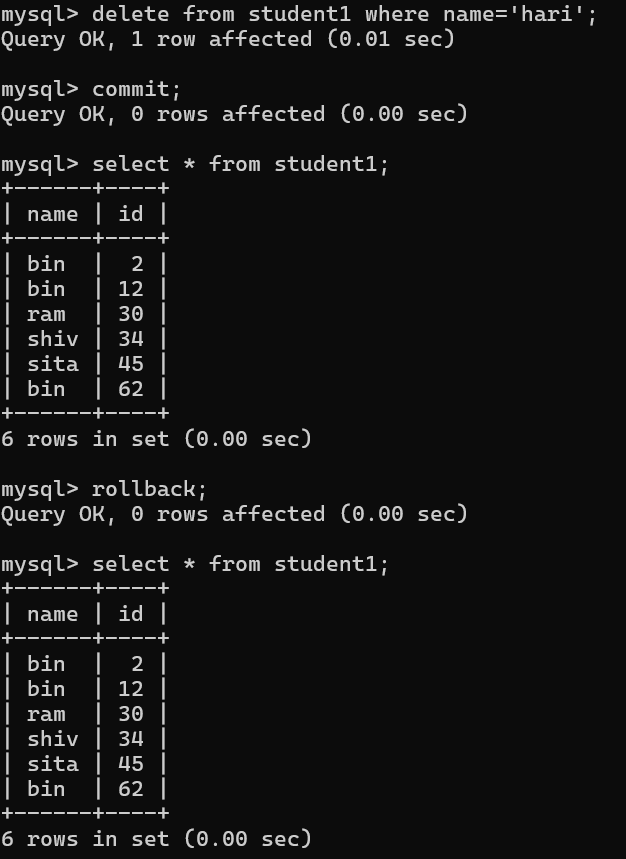 mysql> delete from student1 where name='hari';
Query OK, 1 row affected (0.01 sec)
mysql> commit;
Query OK, 0 rows affected (0.00 sec)
mysql> select * from student1;
+------+----+
| name | id |
+------+----+
| bin  |  2 |
| bin  | 12 |
| ram  | 30 |
| shiv | 34 |
| sita | 45 |
| bin  | 62 |
+------+----+
6 rows in set (0.00 sec)
mysql> rollback;
Query OK, 0 rows affected (0.00 sec)
mysql> select * from student1;
+------+----+
| name | id |
+------+----+
| bin  |  2 |
| bin  | 12 |
| ram  | 30 |
| shiv | 34 |
| sita | 45 |
| bin  | 62 |
+------+----+
6 rows in set (0.00 sec)